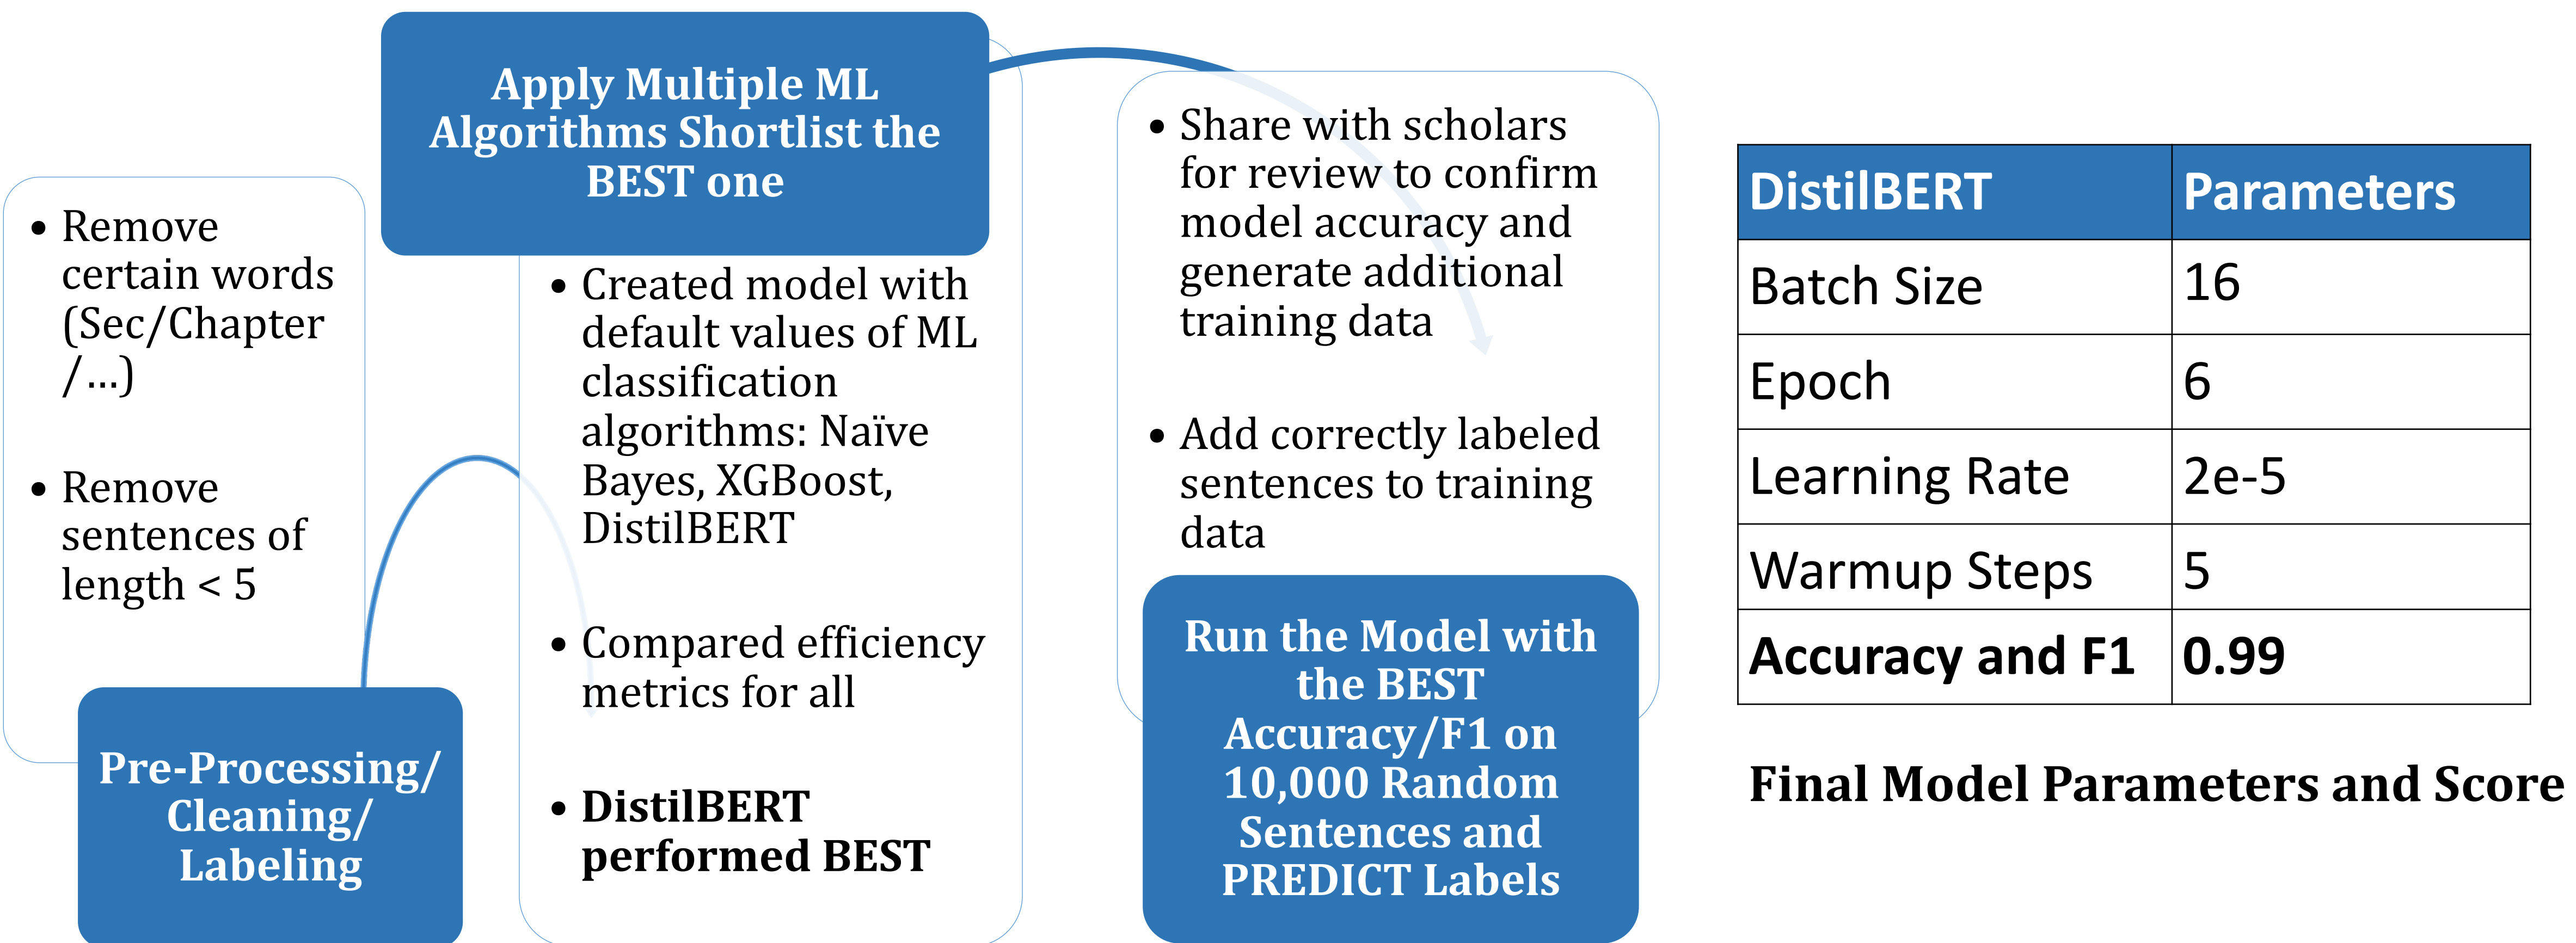 • Remove
certain words
(Sec/Chapter
/...)
• Remove
sentences of
length < 5
Pre-Processing/
Cleaning/
Labeling
Apply Multiple ML
Algorithms Shortlist the
BEST one
• Created model with
default values of ML
classification
algorithms: Naïve
Bayes, XGBoost,
DistilBERT
• Compared efficiency
metrics for all
• DistilBERT
performed BEST
• Share with scholars
for review to confirm
model accuracy and
generate additional
training data
• Add correctly labeled
sentences to training
data
Run the Model with
the BEST
Accuracy/F1 on
10,000 Random
Sentences and
PREDICT Labels
DistilBERT Parameters
Batch Size 16
Epoch 6
Learning Rate 2e-5
Warmup Steps 5
Accuracy and F1 0.99
Final Model Parameters and Score